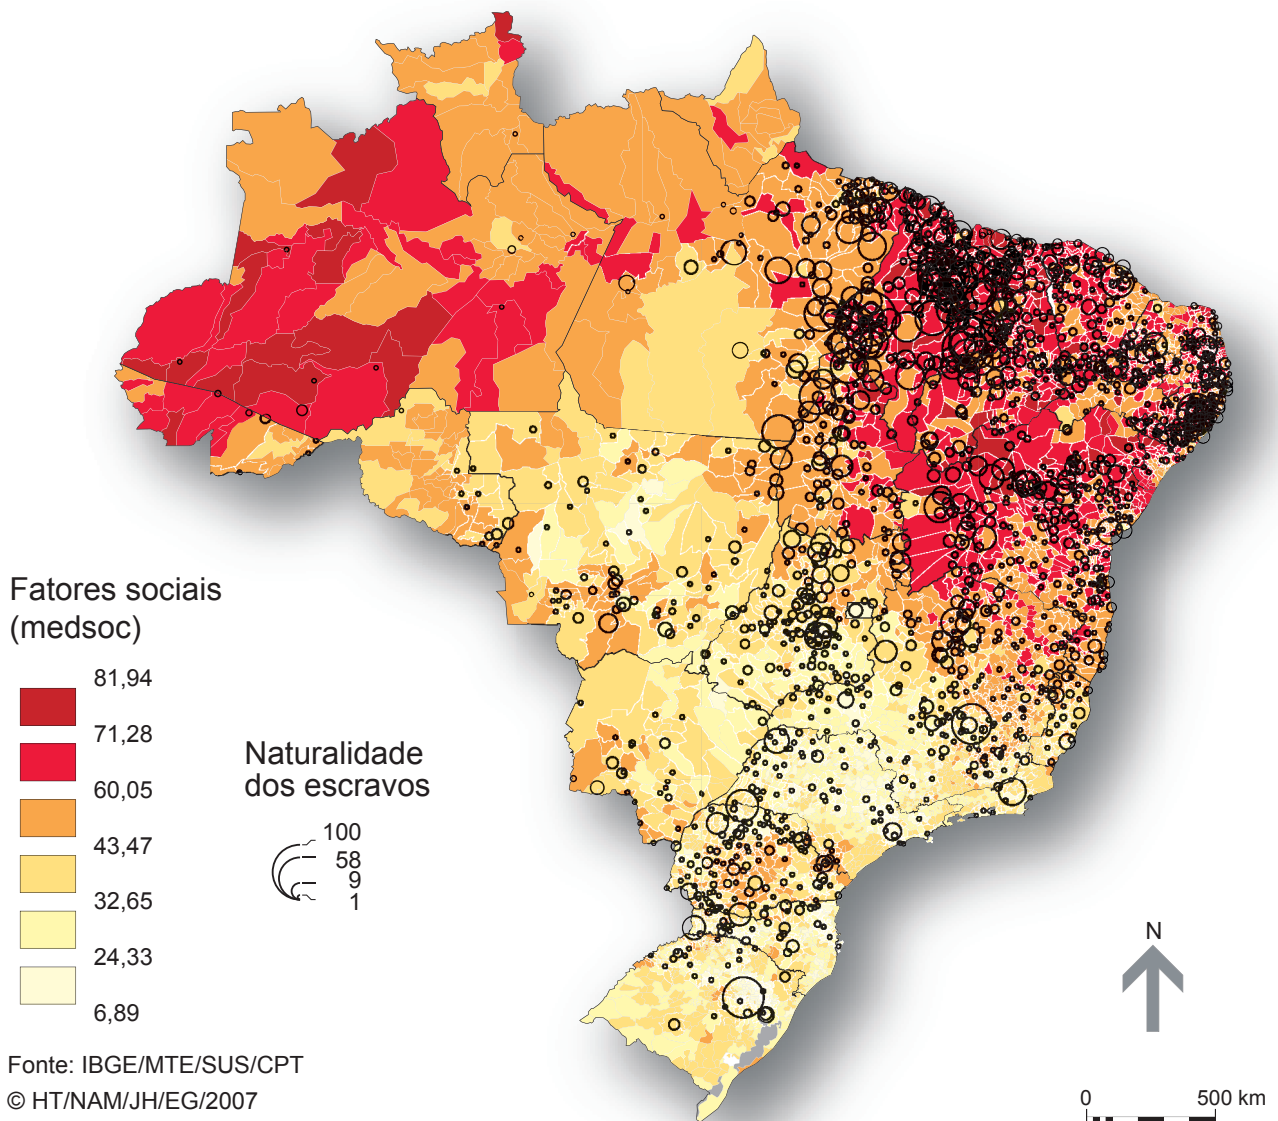 Fatores sociais
(medsoc)
81,94
71,28
60,05
43,47
32,65
24,33
6,89
Naturalidade
dos escravos
100
58
9
1
Fonte: IBGE/MTE/SUS/CPT
© HT/NAM/JH/EG/2007
N
0 500 km